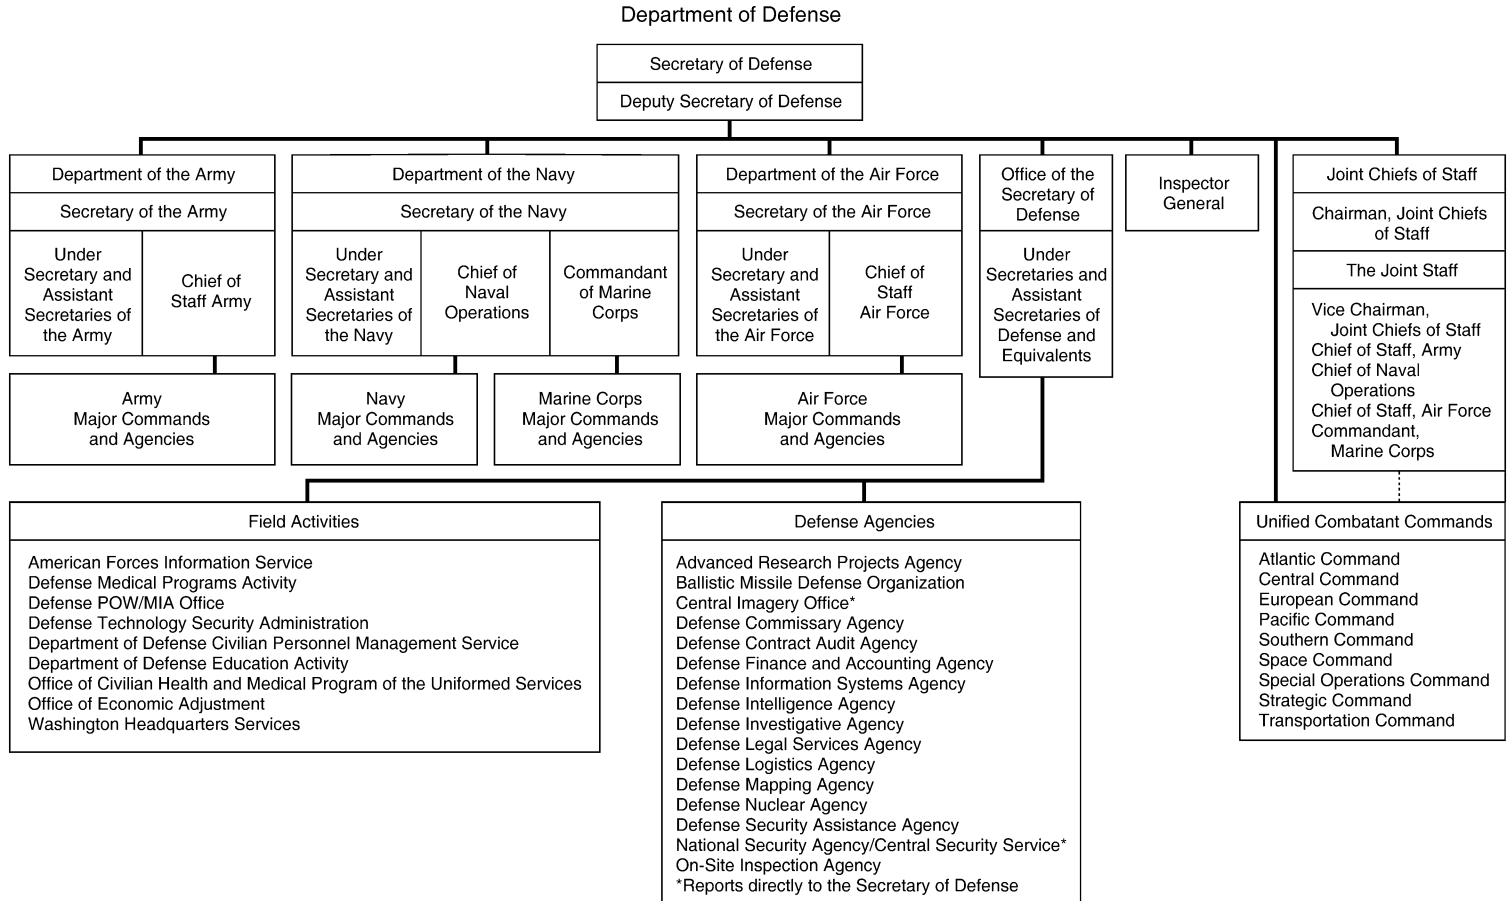 Department of Defense
Secretary of Defense
Deputy Secretary of Defense
Department of the Army
Secretary of the Army
Under
Secretary and
Assistant
Secretaries of
the Army
Chief of
Staff Army
Army
Major Commands
and Agencies
Department of the Navy
Secretary of the Navy
Under
Secretary and
Assistant
Secretaries of
the Navy
Chief of
Naval
Operations
Commandant
of Marine
Corps
Navy
Major Commands
and Agencies
Marine Corps
Major Commands
and Agencies
Department of the Air Force
Secretary of the Air Force
Under
Secretary and
Assistant
Secretaries of
the Air Force
Chief of
Staff
Air Force
Air Force
Major Commands
and Agencies
Office of the
Secretary of
Defense
Under
Secretaries and
Assistant
Secretaries of
Defense and
Equivalents
Inspector
General
Joint Chiefs of Staff
Chairman, Joint Chiefs
of Staff
The Joint Staff
Vice Chairman,
Joint Chiefs of Staff
Chief of Staff, Army
Chief of Naval
Operations
Chief of Staff, Air Force
Commandant,
Marine Corps
Field Activities
American Forces Information Service
Defense Medical Programs Activity
Defense POW/MIA Office
Defense Technology Security Administration
Department of Defense Civilian Personnel Management Service
Department of Defense Education Activity
Office of Civilian Health and Medical Program of the Uniformed Services
Office of Economic Adjustment
Washington Headquarters Services
Defense Agencies
Advanced Research Projects Agency
Ballistic Missile Defense Organization
Central Imagery Office*
Defense Commissary Agency
Defense Contract Audit Agency
Defense Finance and Accounting Agency
Defense Information Systems Agency
Defense Intelligence Agency
Defense Investigative Agency
Defense Legal Services Agency
Defense Logistics Agency
Defense Mapping Agency
Defense Nuclear Agency
Defense Security Assistance Agency
National Security Agency/Central Security Service*
On-Site Inspection Agency
*Reports directly to the Secretary of Defense
Unified Combatant Commands
Atlantic Command
Central Command
European Command
Pacific Command
Southern Command
Space Command
Special Operations Command
Strategic Command
Transportation Command